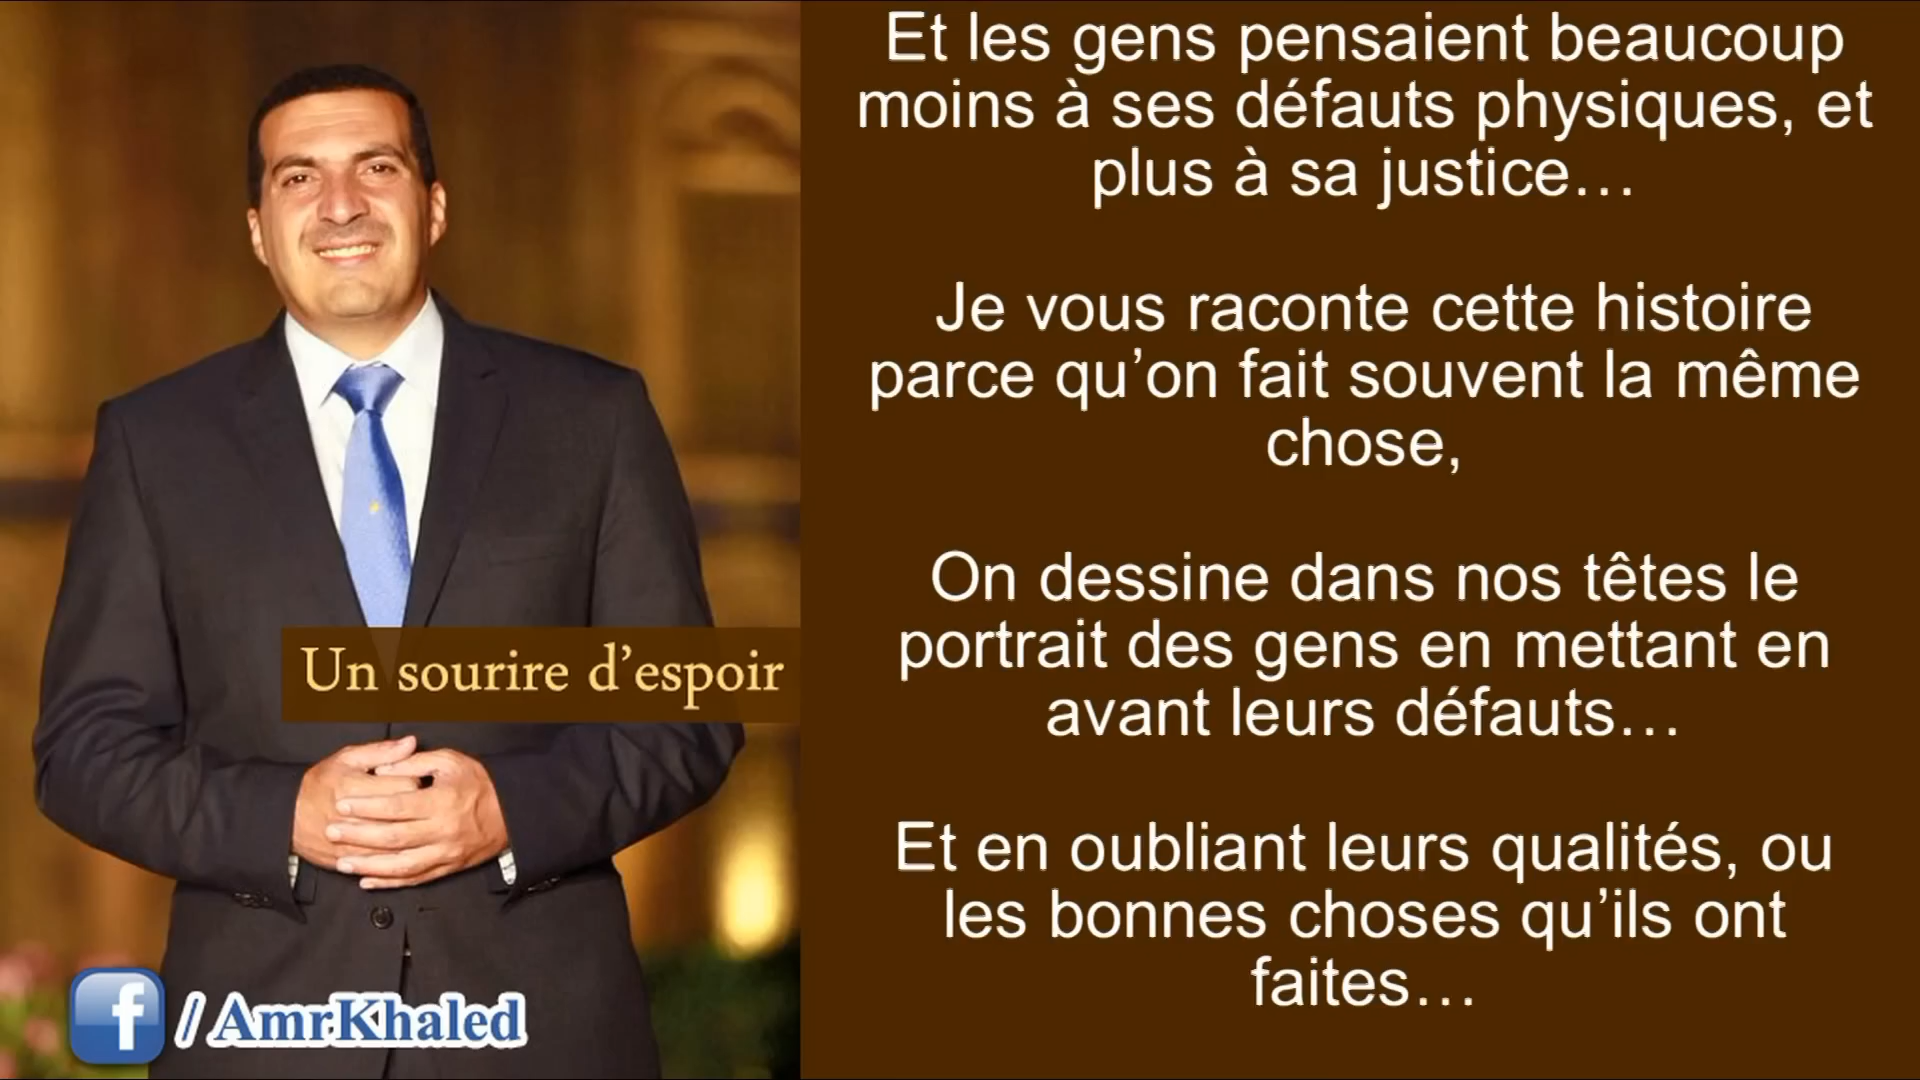 Un sourire d'espoir
/AmrKhaled
Et les gens pensaient beaucoup
moins à ses défauts physiques, et
plus à sa justice…
Je vous raconte cette histoire
parce qu’on fait souvent la même
chose,
On dessine dans nos têtes le
portrait des gens en mettant en
avant leurs défauts…
Et en oubliant leurs qualités, ou
les bonnes choses qu’ils ont
faites…